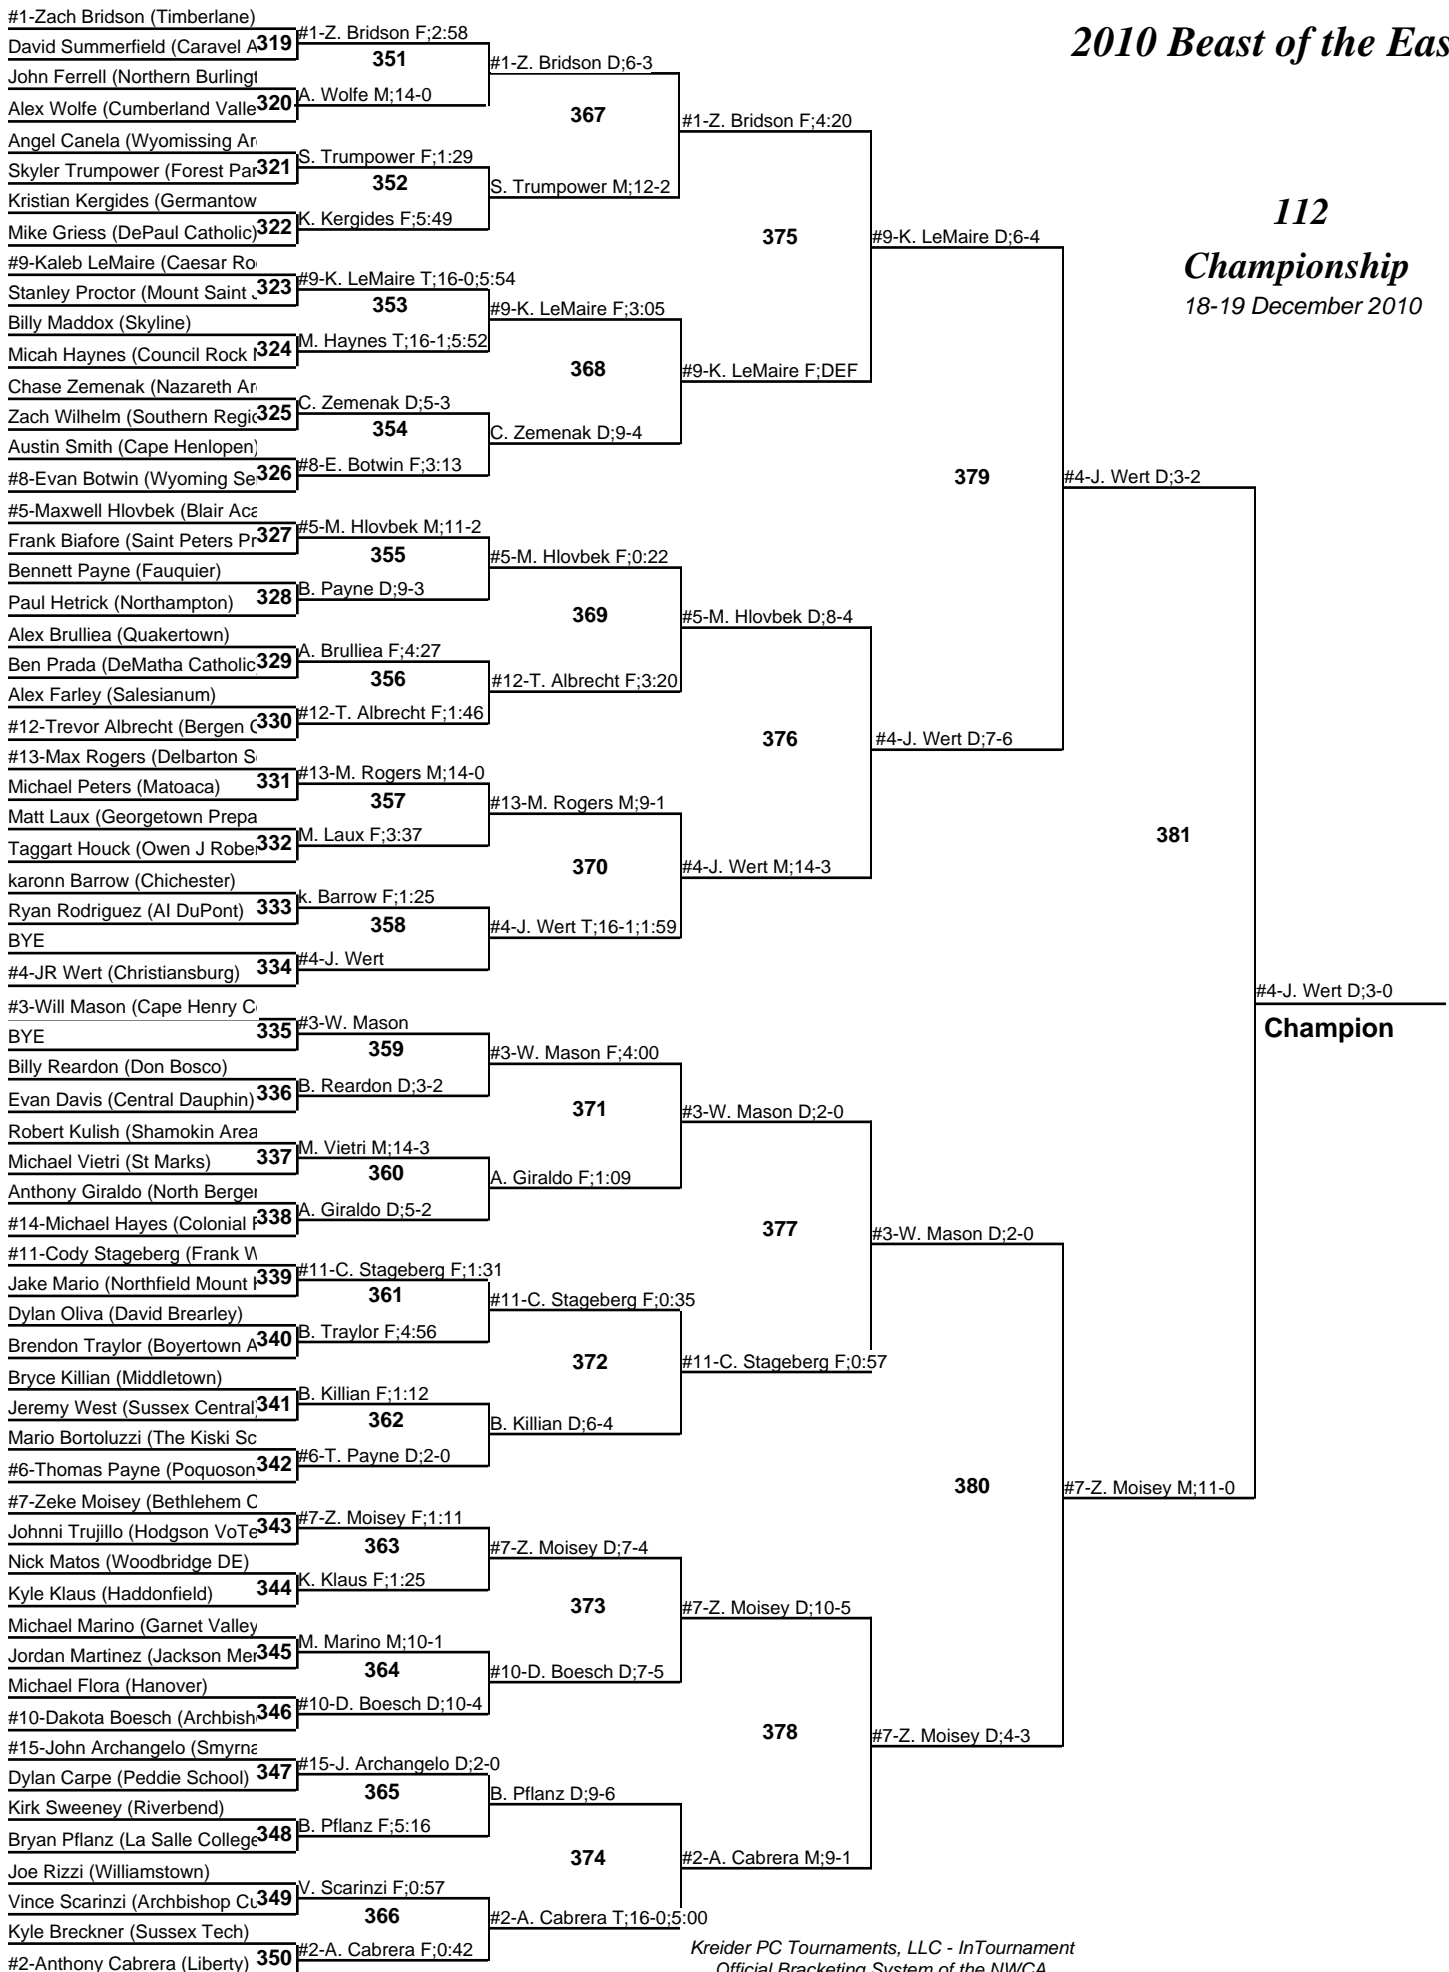 2010 Beast of the Eas
112
Championship
18-19 December 2010
#1-Zach Bridson (Timberlane)
David Summerfield (Caravel A
319
John Ferrell (Northern Burlingt
Alex Wolfe (Cumberland Valle
320
Angel Canela (Wyomissing Ar
Skyler Trumpower (Forest Par
321
Kristian Kergides (Germantow
Mike Griess (DePaul Catholic)
322
#9-Kaleb LeMaire (Caesar Ro
Stanley Proctor (Mount Saint J
323
Billy Maddox (Skyline)
Micah Haynes (Council Rock N
324
Chase Zemenak (Nazareth Ar
Zach Wilhelm (Southern Regio
325
Austin Smith (Cape Henlopen)
#8-Evan Botwin (Wyoming Se
326
#5-Maxwell Hlovbek (Blair Aca
Frank Biafore (Saint Peters Pr
327
Bennett Payne (Fauquier)
Paul Hetrick (Northampton)
328
Alex Brulliea (Quakertown)
Ben Prada (DeMatha Catholic
329
Alex Farley (Salesianum)
#12-Trevor Albrecht (Bergen C
330
#13-Max Rogers (Delbarton S
Michael Peters (Matoaca)
331
Matt Laux (Georgetown Prepa
Taggart Houck (Owen J Rober
332
karonn Barrow (Chichester)
Ryan Rodriguez (AI DuPont)
333
BYE
#4-JR Wert (Christiansburg)
334
#3-Will Mason (Cape Henry C
BYE
335
Billy Reardon (Don Bosco)
Evan Davis (Central Dauphin)
336
Robert Kulish (Shamokin Area
Michael Vietri (St Marks)
337
Anthony Giraldo (North Berger
#14-Michael Hayes (Colonial F
338
#11-Cody Stageberg (Frank W
Jake Mario (Northfield Mount H
339
Dylan Oliva (David Brearley)
Brendon Traylor (Boyertown A
340
Bryce Killian (Middletown)
Jeremy West (Sussex Central)
341
Mario Bortoluzzi (The Kiski Sc
#6-Thomas Payne (Poquoson)
342
#7-Zeke Moisey (Bethlehem C
Johnni Trujillo (Hodgson VoTe
343
Nick Matos (Woodbridge DE)
Kyle Klaus (Haddonfield)
344
Michael Marino (Garnet Valley
Jordan Martinez (Jackson Mer
345
Michael Flora (Hanover)
#10-Dakota Boesch (Archbish
346
#15-John Archangelo (Smyrna
Dylan Carpe (Peddie School)
347
Kirk Sweeney (Riverbend)
Bryan Pflanz (La Salle College
348
Joe Rizzi (Williamstown)
Vince Scarinzi (Archbishop Cu
349
Kyle Breckner (Sussex Tech)
#2-Anthony Cabrera (Liberty)
350
#1-Z. Bridson F;2:58
351
A. Wolfe M;14-0
S. Trumpower F;1:29
352
K. Kergides F;5:49
#9-K. LeMaire T;16-0;5:54
353
M. Haynes T;16-1;5:52
C. Zemenak D;5-3
354
#8-E. Botwin F;3:13
#5-M. Hlovbek M;11-2
355
B. Payne D;9-3
A. Brulliea F;4:27
356
#12-T. Albrecht F;1:46
#13-M. Rogers M;14-0
357
M. Laux F;3:37
k. Barrow F;1:25
358
#4-J. Wert
#3-W. Mason
359
B. Reardon D;3-2
M. Vietri M;14-3
360
A. Giraldo D;5-2
#11-C. Stageberg F;1:31
361
B. Traylor F;4:56
B. Killian F;1:12
362
#6-T. Payne D;2-0
#7-Z. Moisey F;1:11
363
K. Klaus F;1:25
M. Marino M;10-1
364
#10-D. Boesch D;10-4
#15-J. Archangelo D;2-0
365
B. Pflanz F;5:16
V. Scarinzi F;0:57
366
#2-A. Cabrera F;0:42
#1-Z. Bridson D;6-3
367
S. Trumpower M;12-2
#9-K. LeMaire F;3:05
368
C. Zemenak D;9-4
#5-M. Hlovbek F;0:22
369
#12-T. Albrecht F;3:20
#13-M. Rogers M;9-1
370
#4-J. Wert T;16-1;1:59
#3-W. Mason F;4:00
371
A. Giraldo F;1:09
#11-C. Stageberg F;0:35
372
B. Killian D;6-4
#7-Z. Moisey D;7-4
373
#10-D. Boesch D;7-5
B. Pflanz D;9-6
374
#2-A. Cabrera T;16-0;5:00
#1-Z. Bridson F;4:20
375
#9-K. LeMaire F;DEF
#5-M. Hlovbek D;8-4
376
#4-J. Wert M;14-3
#3-W. Mason D;2-0
377
#11-C. Stageberg F;0:57
#7-Z. Moisey D;10-5
378
#2-A. Cabrera M;9-1
#9-K. LeMaire D;6-4
379
#4-J. Wert D;7-6
#3-W. Mason D;2-0
380
#7-Z. Moisey D;4-3
#4-J. Wert D;3-2
381
#7-Z. Moisey M;11-0
#4-J. Wert D;3-0
Champion
Kreider PC Tournaments, LLC - InTournament
Official Bracketing System of the NWCA